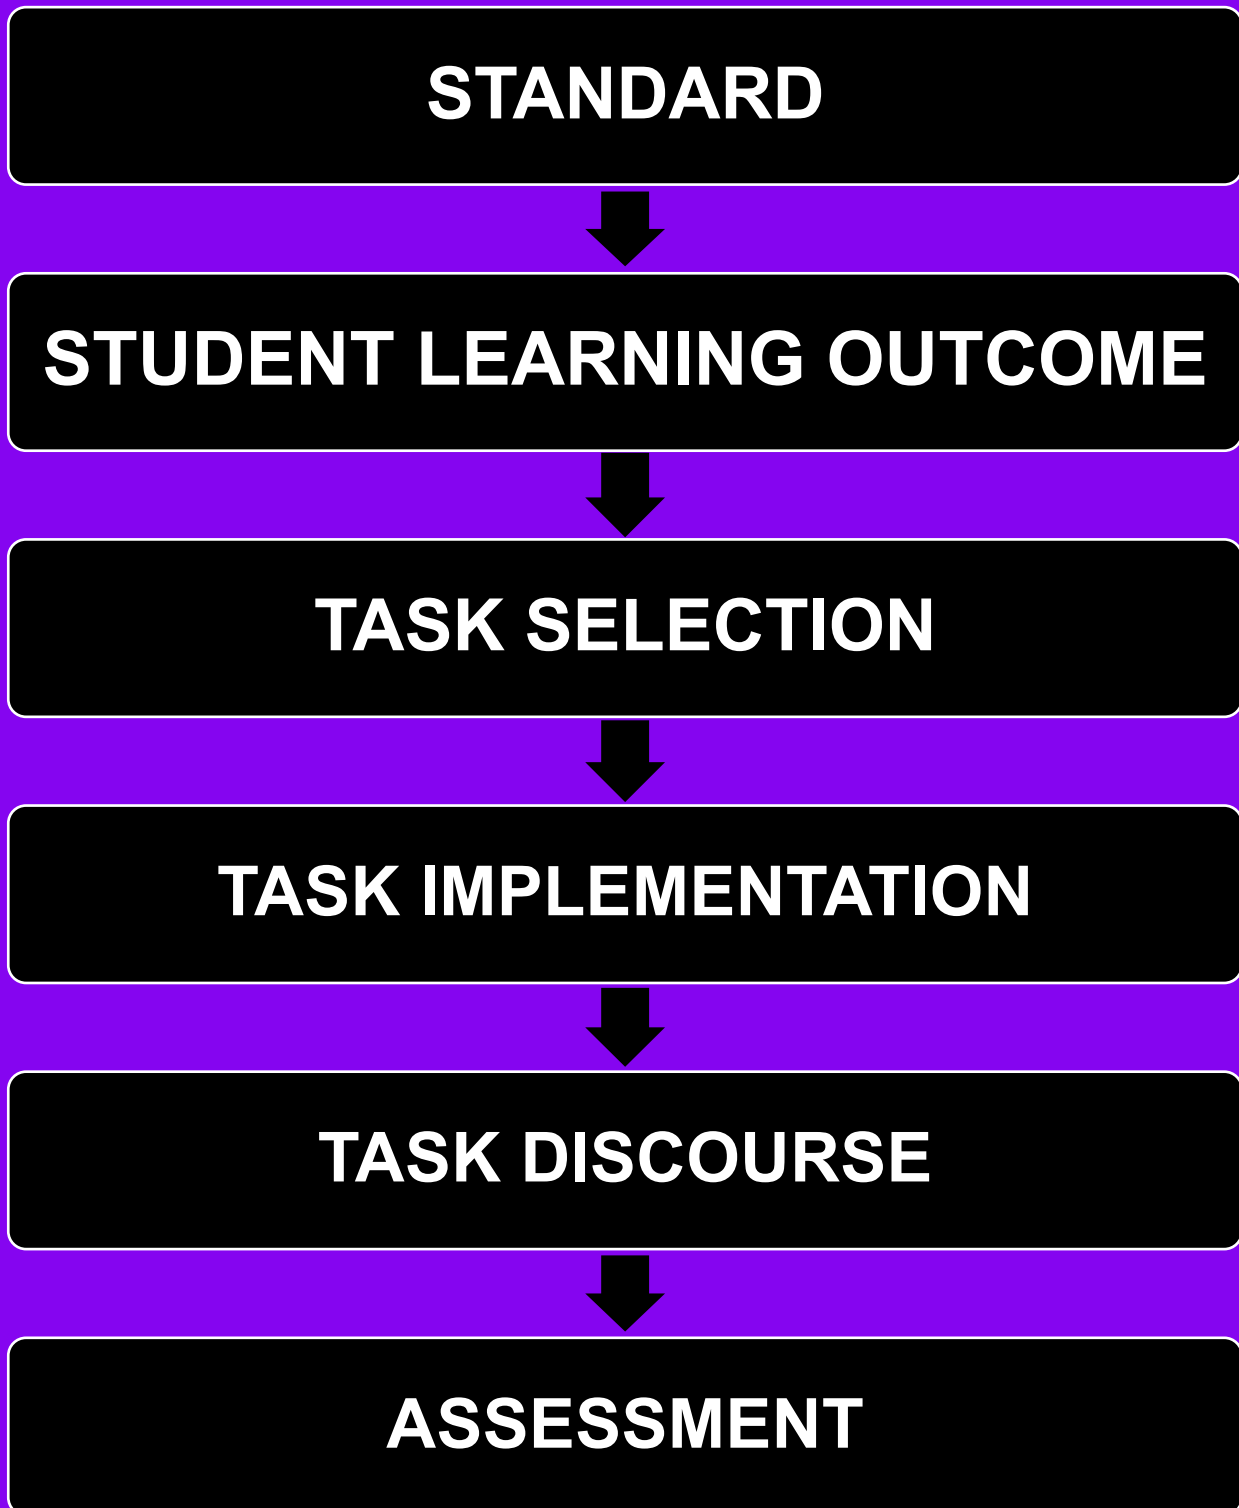 STANDARD
STUDENT LEARNING OUTCOME
TASK SELECTION
TASK IMPLEMENTATION
TASK DISCOURSE
ASSESSMENT